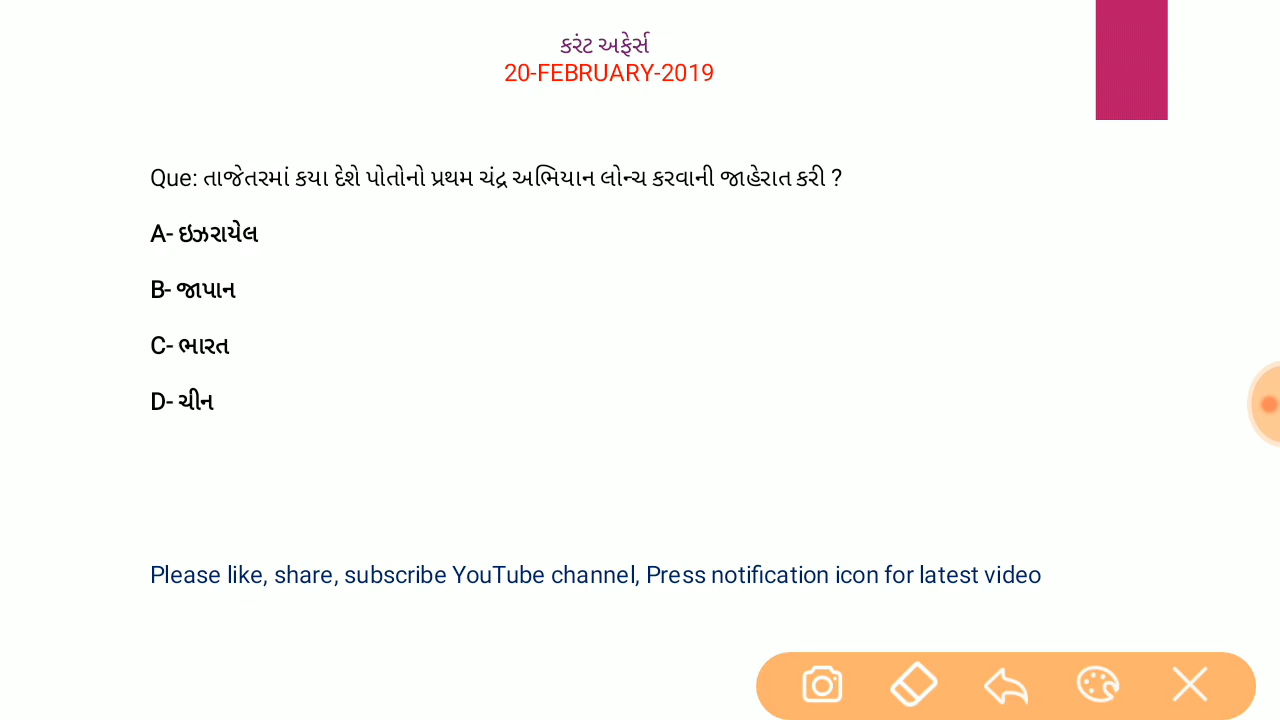 કરંટ અફેર્સ
20-FEBRUARY-2019
Que: તાજેતરમાં કયા દેશે પોતોનો પ્રથમ ચંદ્ર અભિયાન લોન્ચ કરવાની જાહેરાત કરી ?
A- ઇઝરાયેલ
B- જાપાન
C- ભારત
D- ચીન
Please like, share, subscribe YouTube channel, Press notification icon for latest video